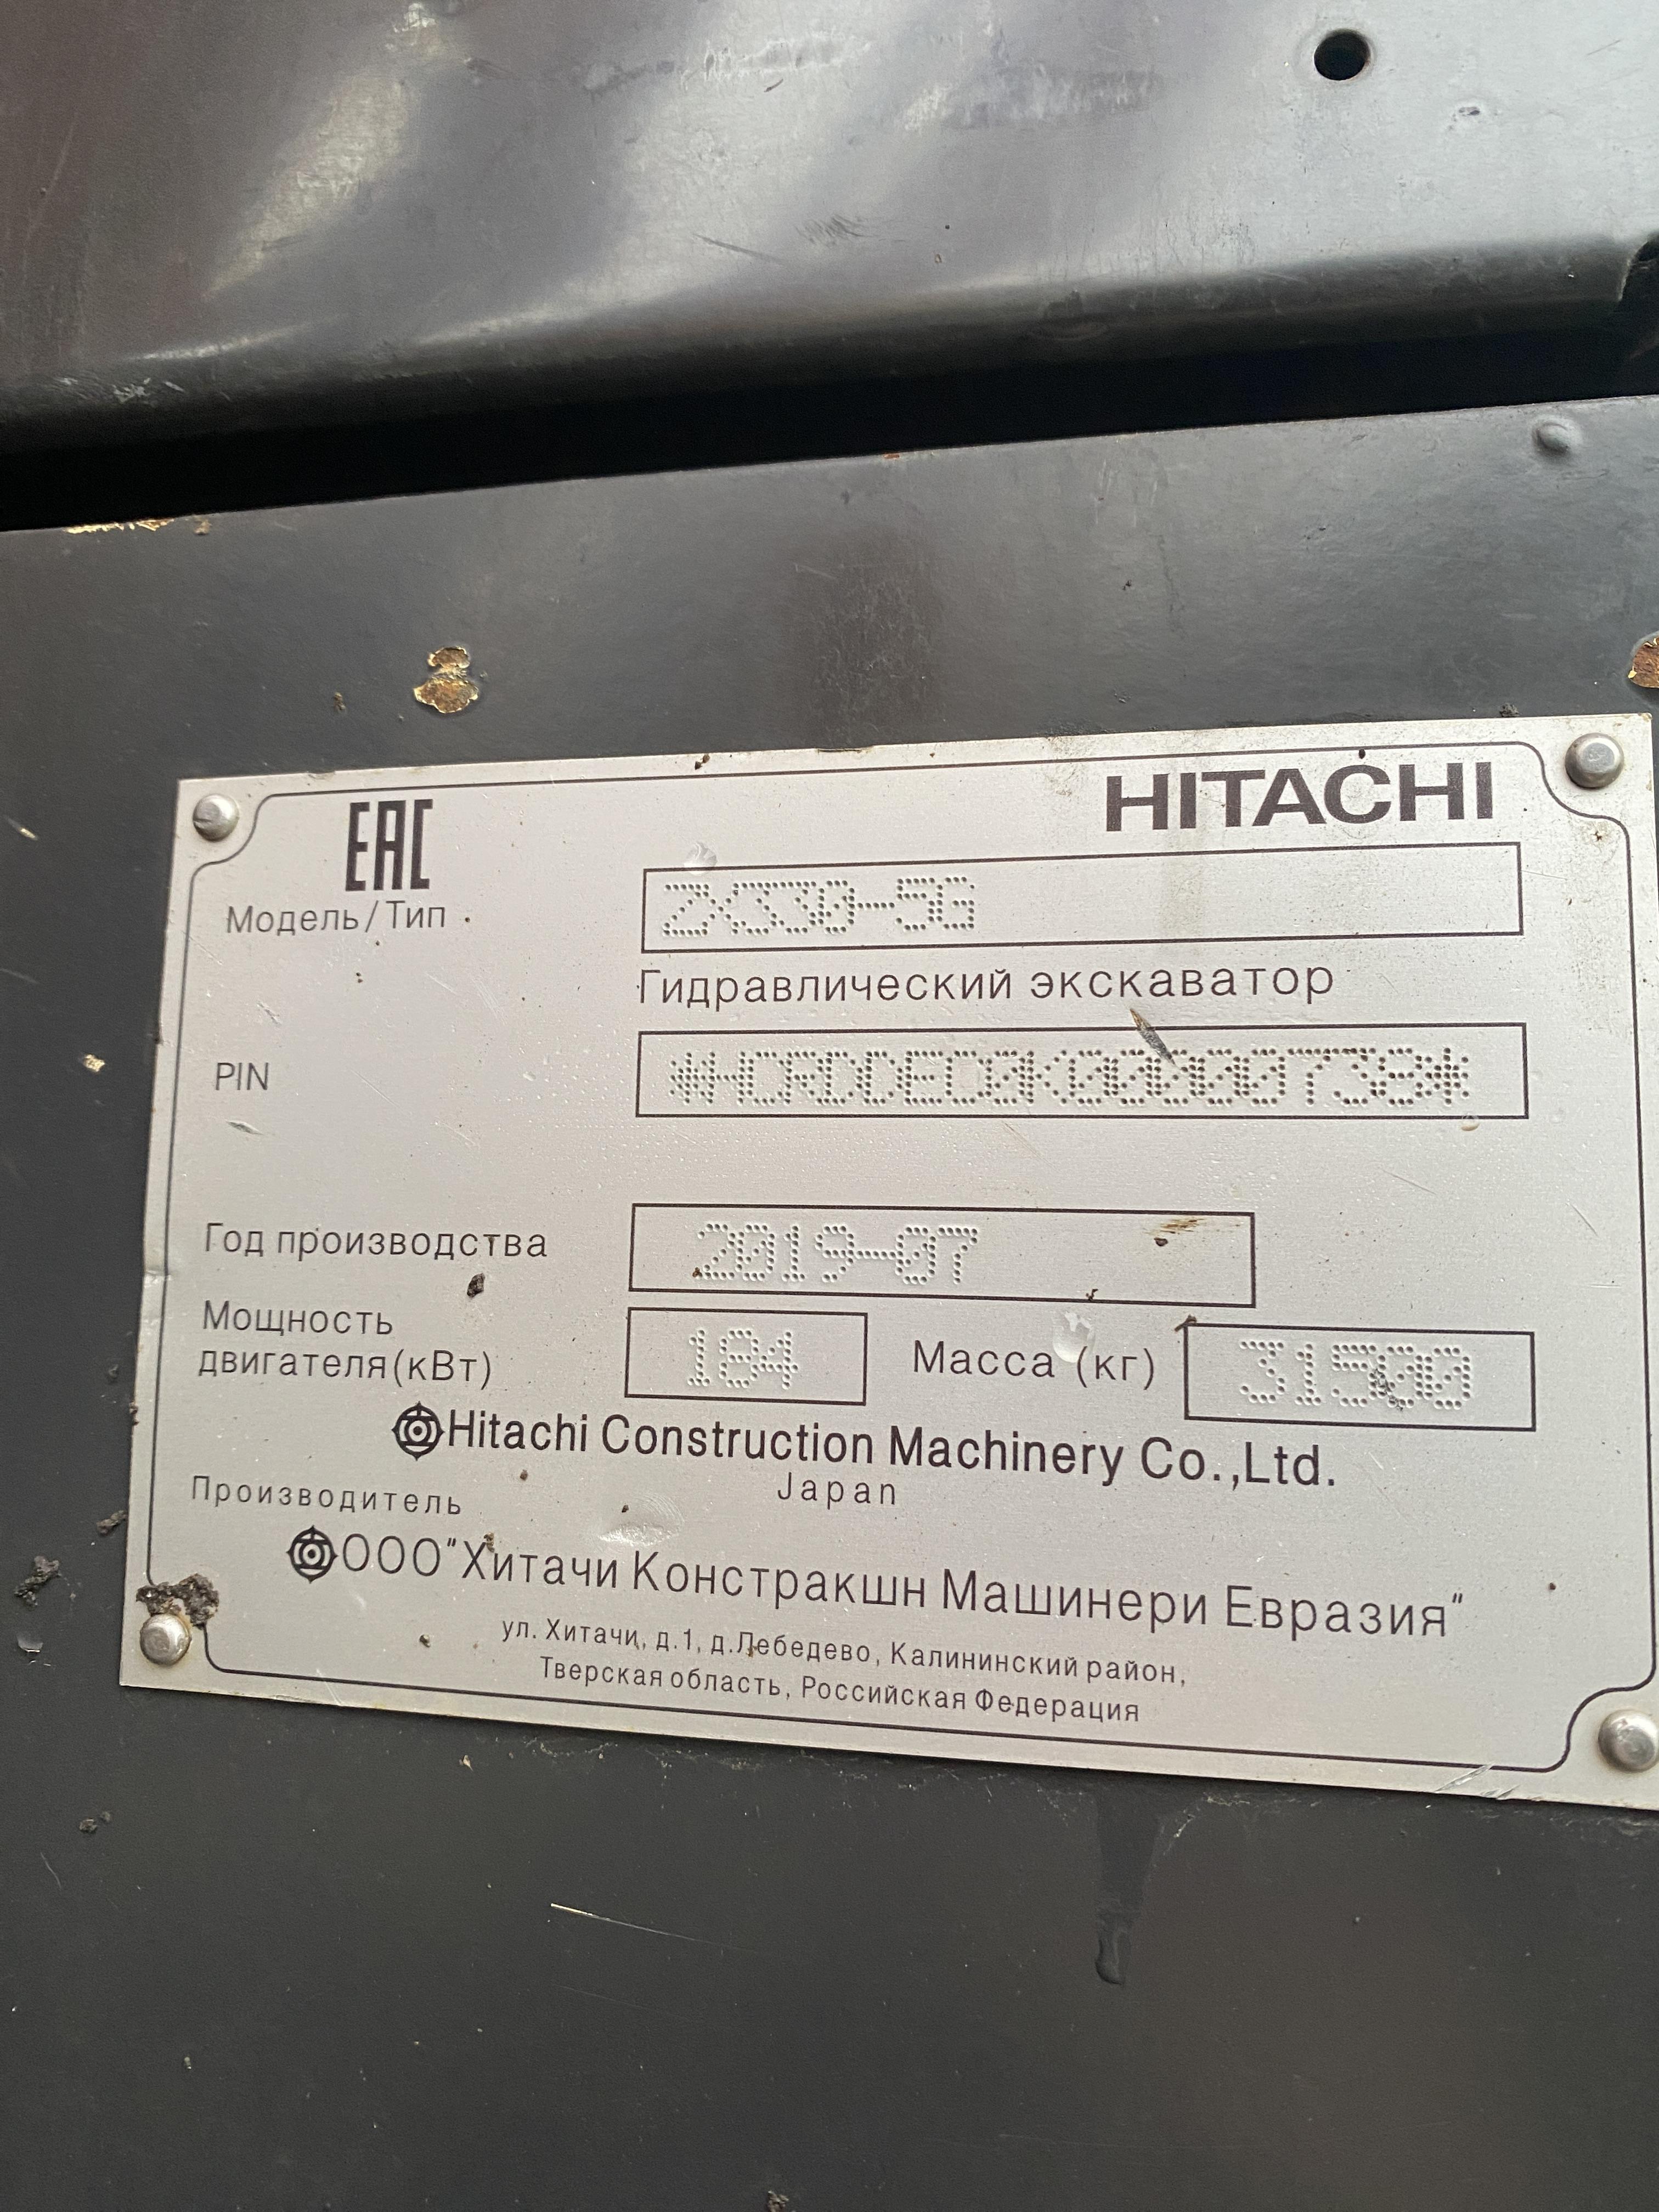 EAC
HITACHI
Модель/Тип
ZX330-5G
Гидравлический экскаватор
PIN
*HCRDDEC0K00000738*
Год производства
2019-07
Мощность
двигателя(кВт)
184
Масса (кг)
31500
Hitachi Construction Machinery Co.,Ltd.
Japan
Производитель
ООО"Хитачи Констракшн Машинери Евразия"
ул. Хитачи, д.1, д.Лебедево, Калининский район,
Тверская область, Российская Федерация